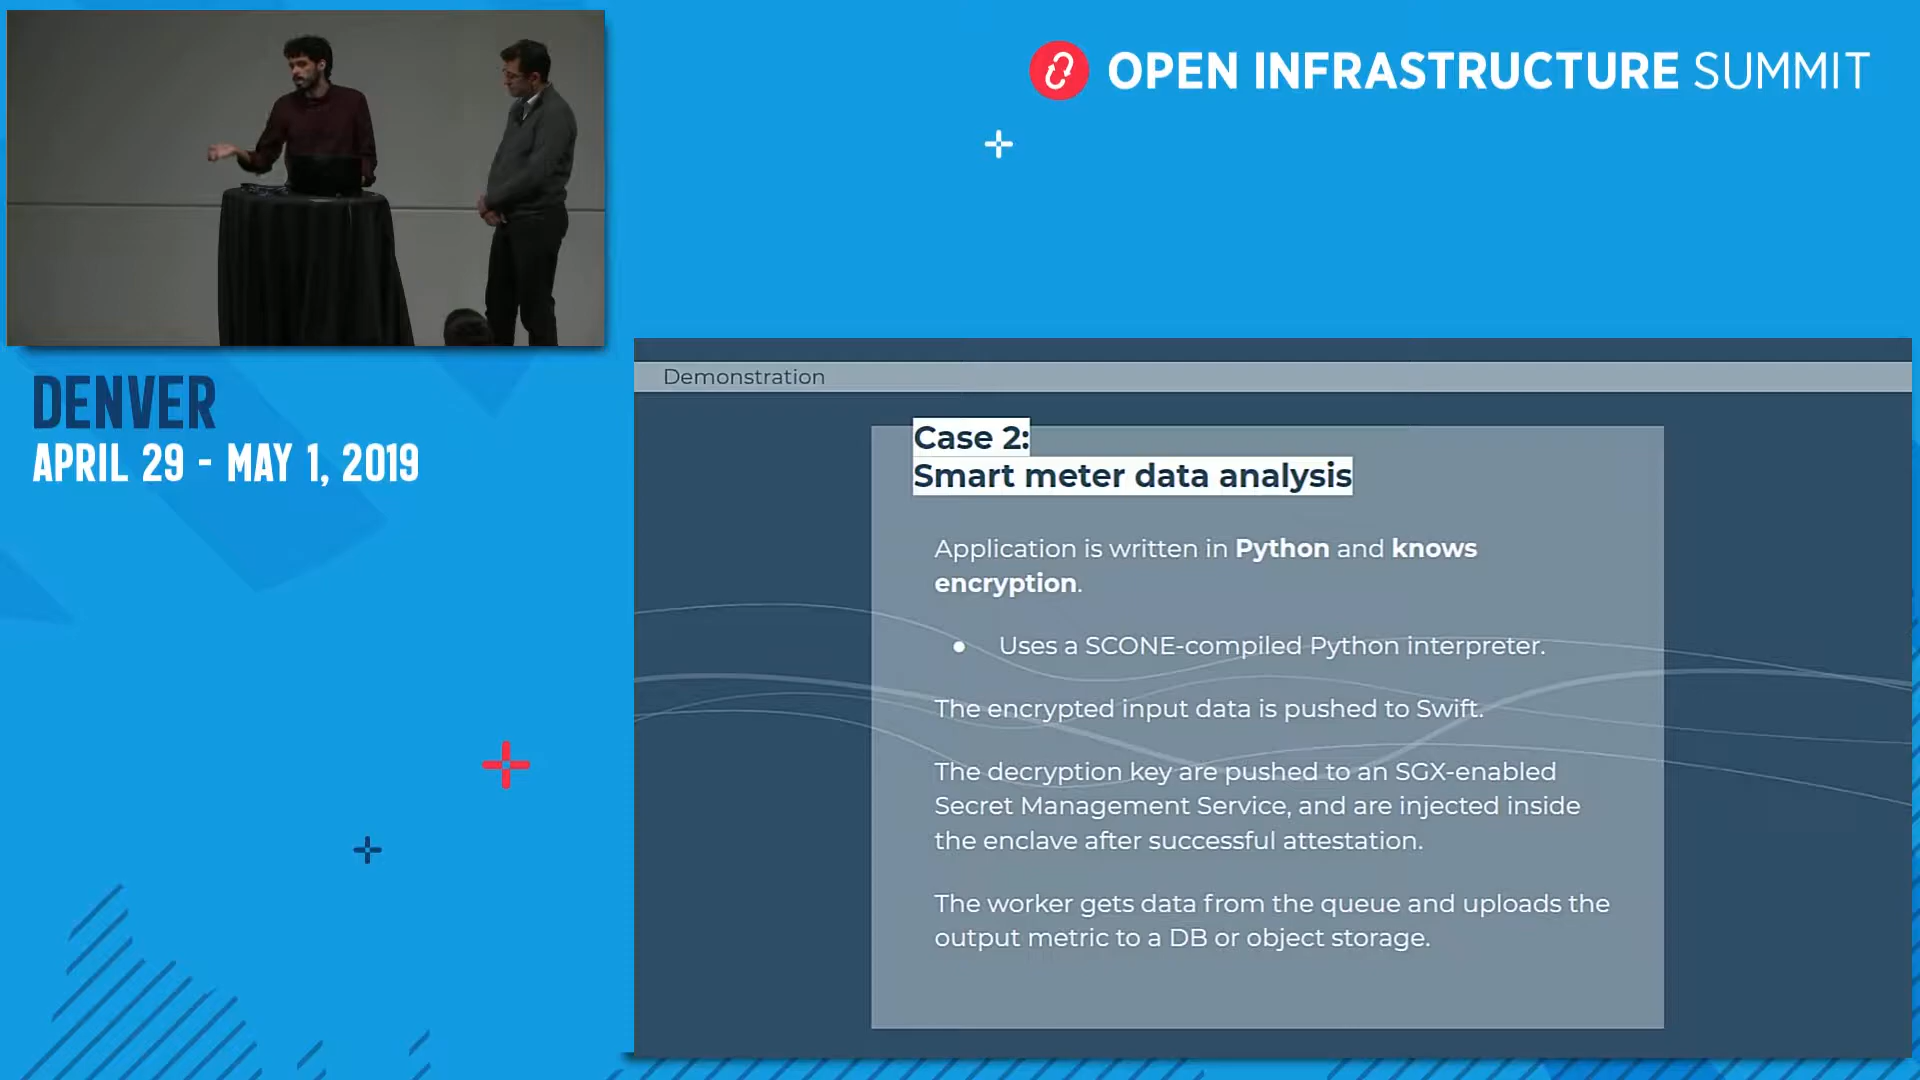 OPEN INFRASTRUCTURE SUMMIT
DENVER
APRIL 29 - MAY 1, 2019
Demonstration
Case 2:
Smart meter data analysis
Application is written in Python and knows
encryption.
● Uses a SCONE-compiled Python interpreter.
The encrypted input data is pushed to Swift.
The decryption key are pushed to an SGX-enabled
Secret Management Service, and are injected inside
the enclave after successful attestation.
The worker gets data from the queue and uploads the
output metric to a DB or object storage.